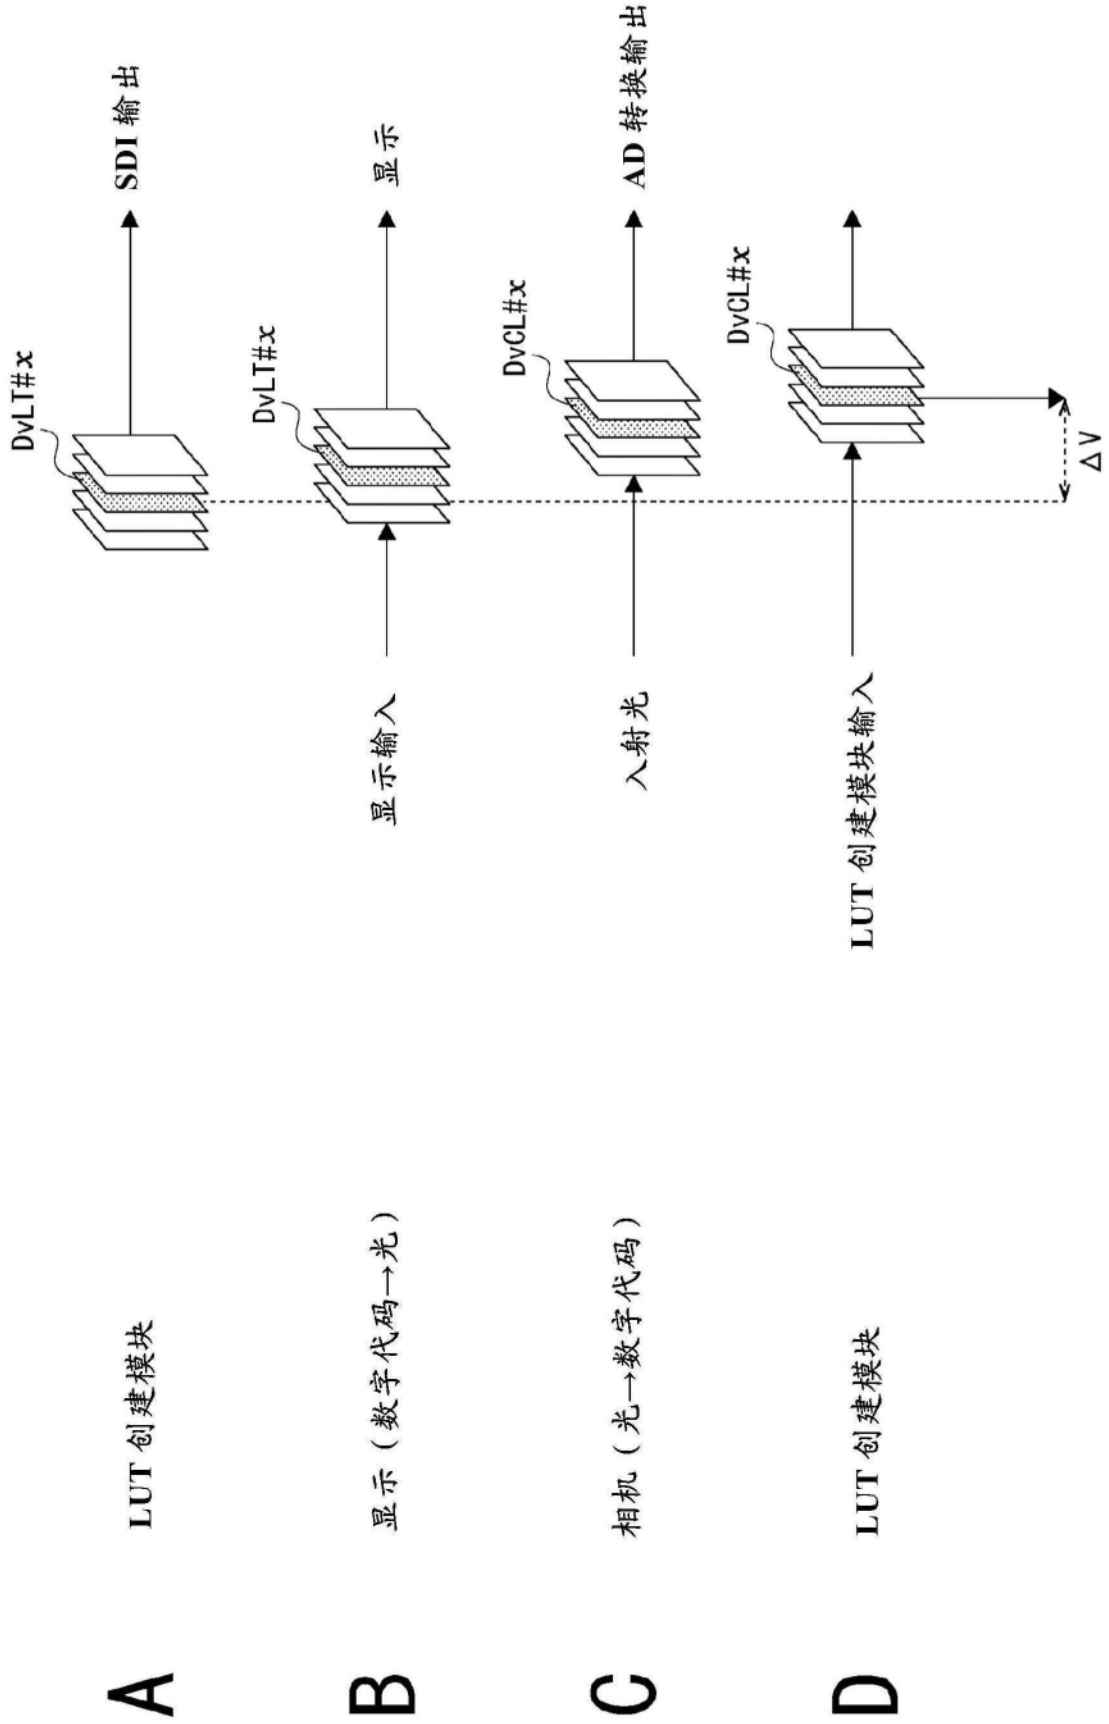 A
LUT 创建模块
DvLT#x
SDI 输出
B
显示（数字代码→光）
显示输入
DvLT#x
显示
C
相机（光→数字代码）
入射光
DvCL#x
AD 转换输出
D
LUT 创建模块
LUT 创建模块输入
DvCL#x
ΔV